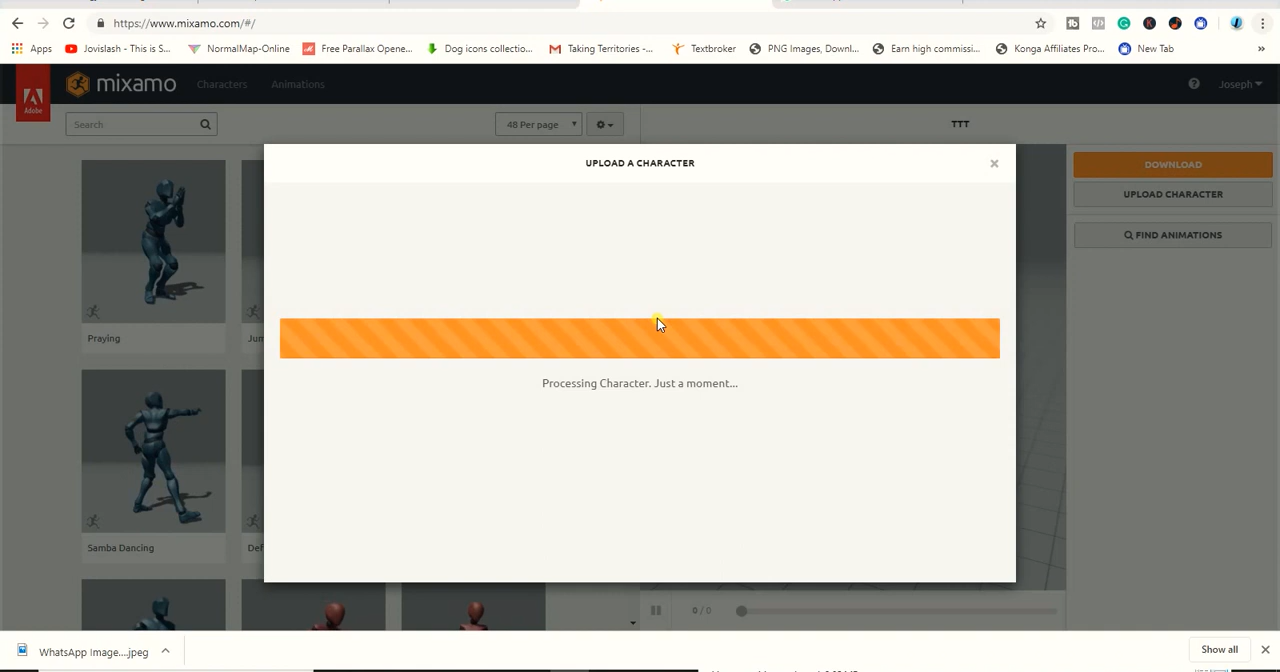 https://www.mixamo.com/#/
Apps
Jovislash - This is S...
NormalMap-Online
Free Parallax Opene...
Dog icons collectio...
Taking Territories -...
Textbroker
PNG Images, Downl...
Earn high commissi...
Konga Affiliates Pro...
New Tab
»
Adobe
mixamo
Characters
Animations
Joseph
Search
48 Per page
TTT
UPLOAD A CHARACTER
DOWNLOAD
UPLOAD CHARACTER
FIND ANIMATIONS
Praying
Processing Character. Just a moment...
Samba Dancing
0 / 0
WhatsApp Image....jpeg
Show all